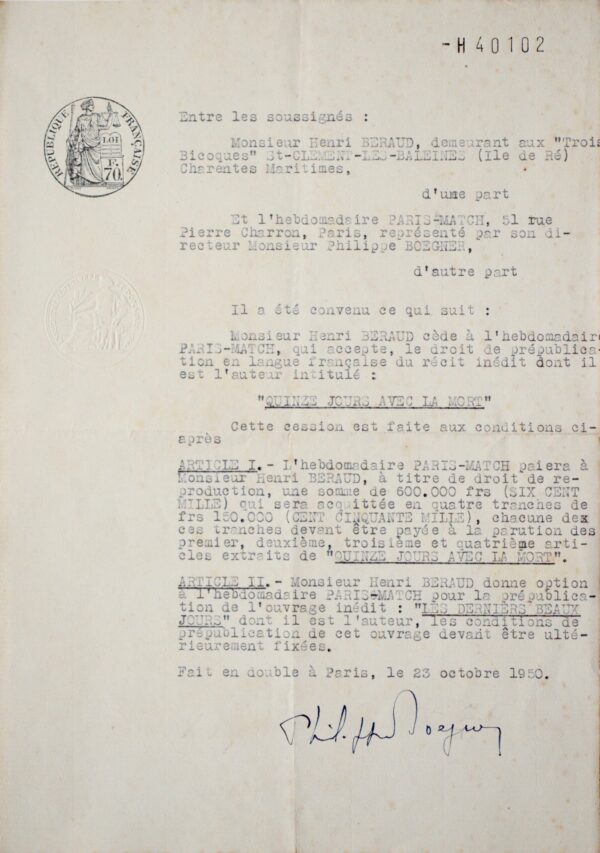 -H 40102
RÉPUBLIQUE FRANÇAISE
LOI
F.
70.
Entre les soussignés :
Monsieur Henri BERAUD, demeurant aux "Trois
Bicoques" St-CLEMENT-LES-BALEINES (Ile de Ré)
Charentes Maritimes,
d'une part
Et l'hebdomadaire PARIS-MATCH, 51 rue
Pierre Charron, Paris, représenté par son di-
recteur Monsieur Philippe BOEGNER,
d'autre part
Il a été convenu ce qui suit :
Monsieur Henri BERAUD cède à l'hebdomadaire
PARIS-MATCH, qui accepte, le droit de prépublica-
tion en langue française du récit inédit dont il
est l'auteur intitulé :
"QUINZE JOURS AVEC LA MORT"
Cette cession est faite aux conditions ci-
après
ARTICLE I.- L'hebdomadaire PARIS-MATCH paiera à
Monsieur Henri BERAUD, à titre de droit de re-
production, une somme de 600.000 frs (SIX CENT
MILLE) qui sera acquittée en quatre tranches de
frs 150.000 (CENT CINQUANTE MILLE), chacune des
ces tranches devant être payée à la parution des
premier, deuxième, troisième et quatrième arti-
cles extraits de "QUINZE JOURS AVEC LA MORT".
ARTICLE II.- Monsieur Henri BERAUD donne option
à l'hebdomadaire PARIS-MATCH pour la prépublica-
tion de l'ouvrage inédit : "LES DERNIERS BEAUX
JOURS" dont il est l'auteur, les conditions de
prépublication de cet ouvrage devant être ulté-
rieurement fixées.
Fait en double à Paris, le 23 octobre 1950.
Philippe Boegner